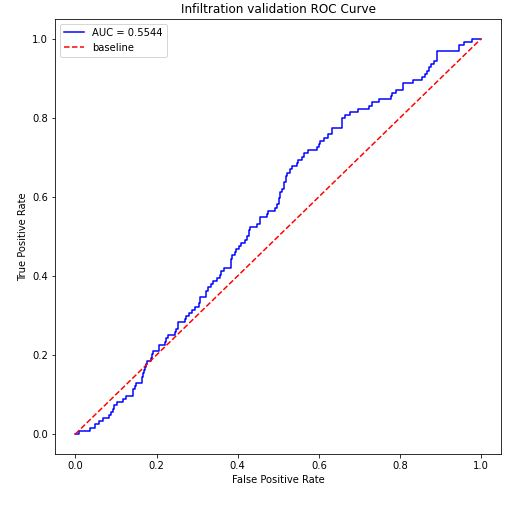 Infiltration validation ROC Curve
AUC = 0.5544
baseline
True Positive Rate
1.0
0.8
0.6
0.4
0.2
0.0
0.0 0.2 0.4 0.6 0.8 1.0
False Positive Rate